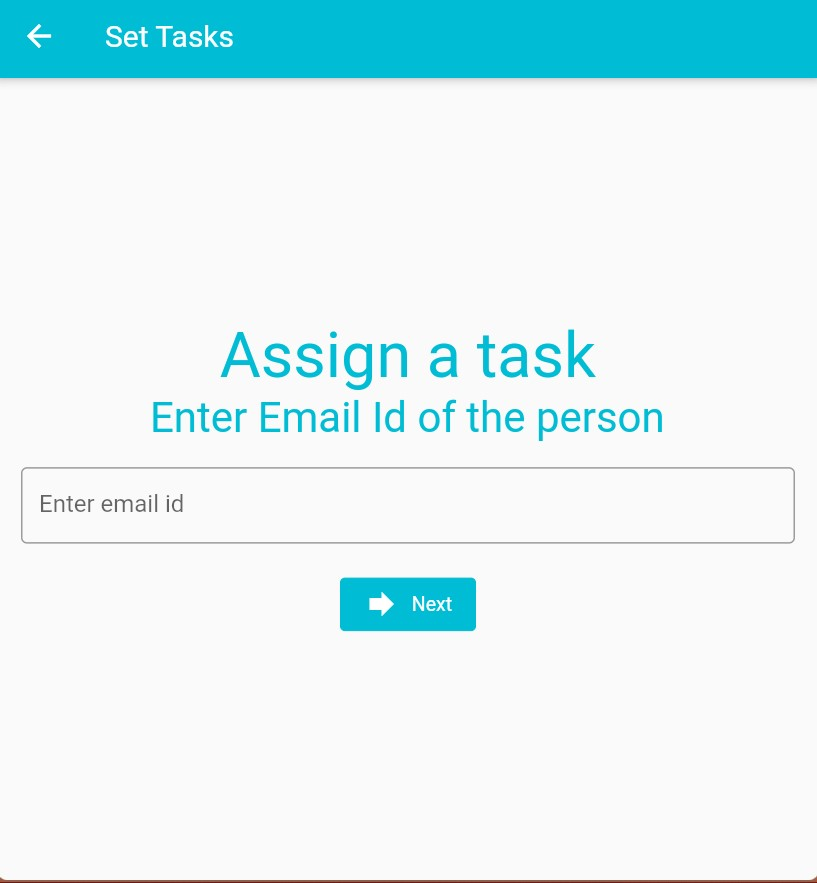 Set Tasks
Assign a task
Enter Email Id of the person
Enter email id
Next